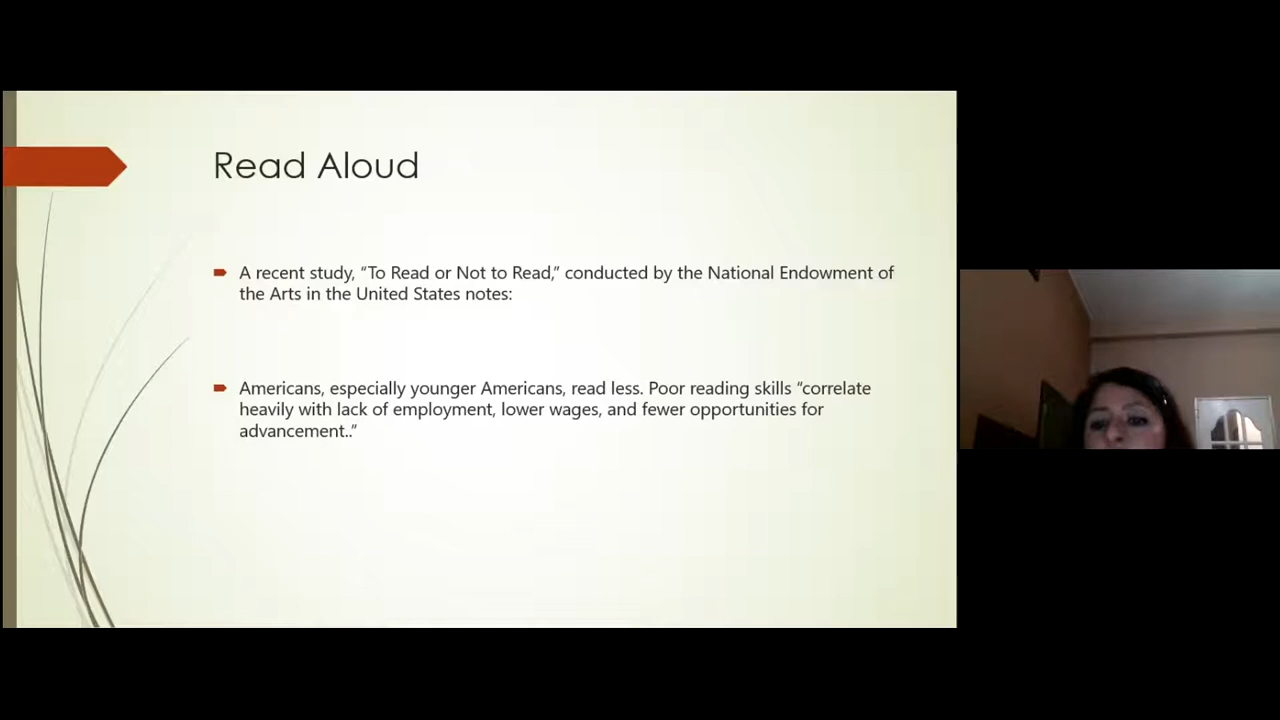 Read Aloud
A recent study, “To Read or Not to Read,” conducted by the National Endowment of
the Arts in the United States notes:
Americans, especially younger Americans, read less. Poor reading skills “correlate
heavily with lack of employment, lower wages, and fewer opportunities for
advancement..”